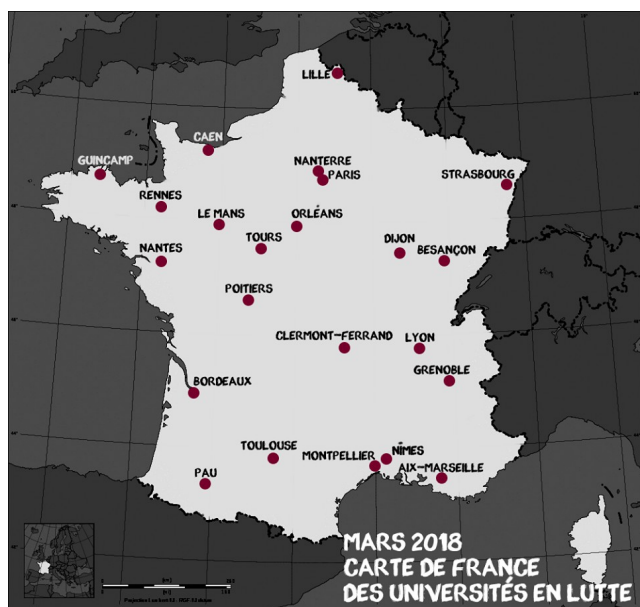 LILLE
CAEN
GUINCAMP
NANTERRE
PARIS
STRASBOURG
RENNES
LE MANS
ORLÉANS
TOURS
DIJON
BESANÇON
NANTES
POITIERS
CLERMONT-FERRAND
LYON
GRENOBLE
BORDEAUX
TOULOUSE
MONTPELLIER
NÎMES
AIX-MARSEILLE
PAU
MARS 2018
CARTE DE FRANCE
DES UNIVERSITÉS EN LUTTE